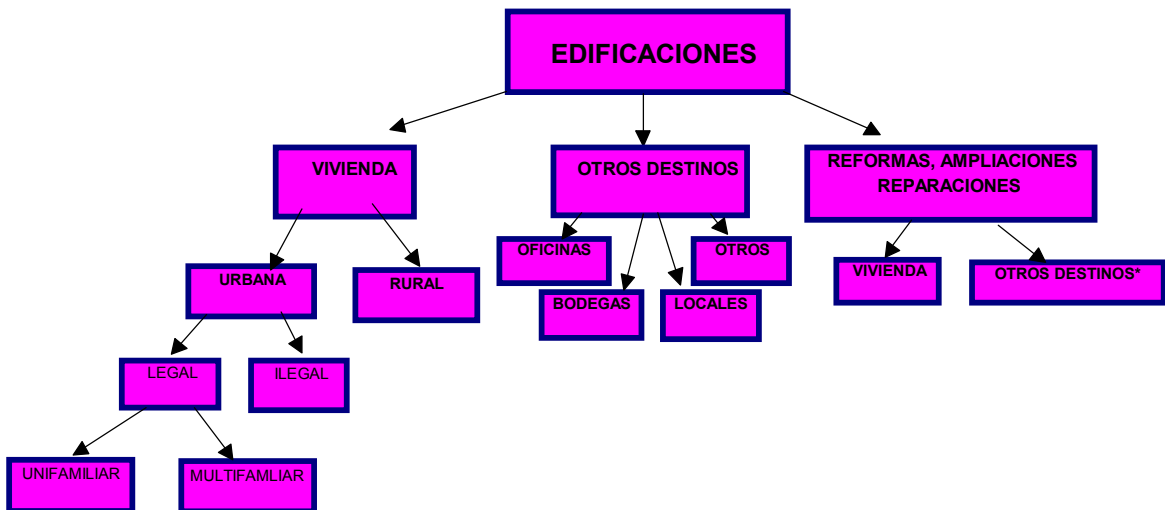 EDIFICACIONES
VIVIENDA
OTROS DESTINOS
REFORMAS, AMPLIACIONES
REPARACIONES
OFICINAS
OTROS
BODEGAS
LOCALES
VIVIENDA
OTROS DESTINOS*
URBANA
RURAL
LEGAL
ILEGAL
UNIFAMILIAR
MULTIFAMLIAR